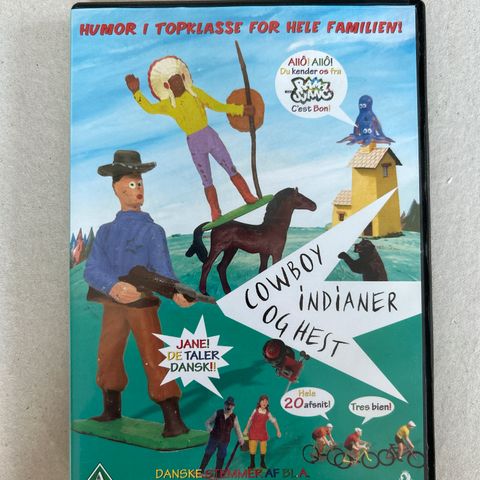 HUMOR I TOPKLASSE FOR HELE FAMILIEN!
AllÔ! AllÔ!
Du kender os fra
C'est Bon!
COWBOY
iNDiANER
OG HEST
JANE!
DE TALER
DANSK!!
Hele
20 afsnit!
Tres bien!
DANSKE STEMMER AF BL.A.
A